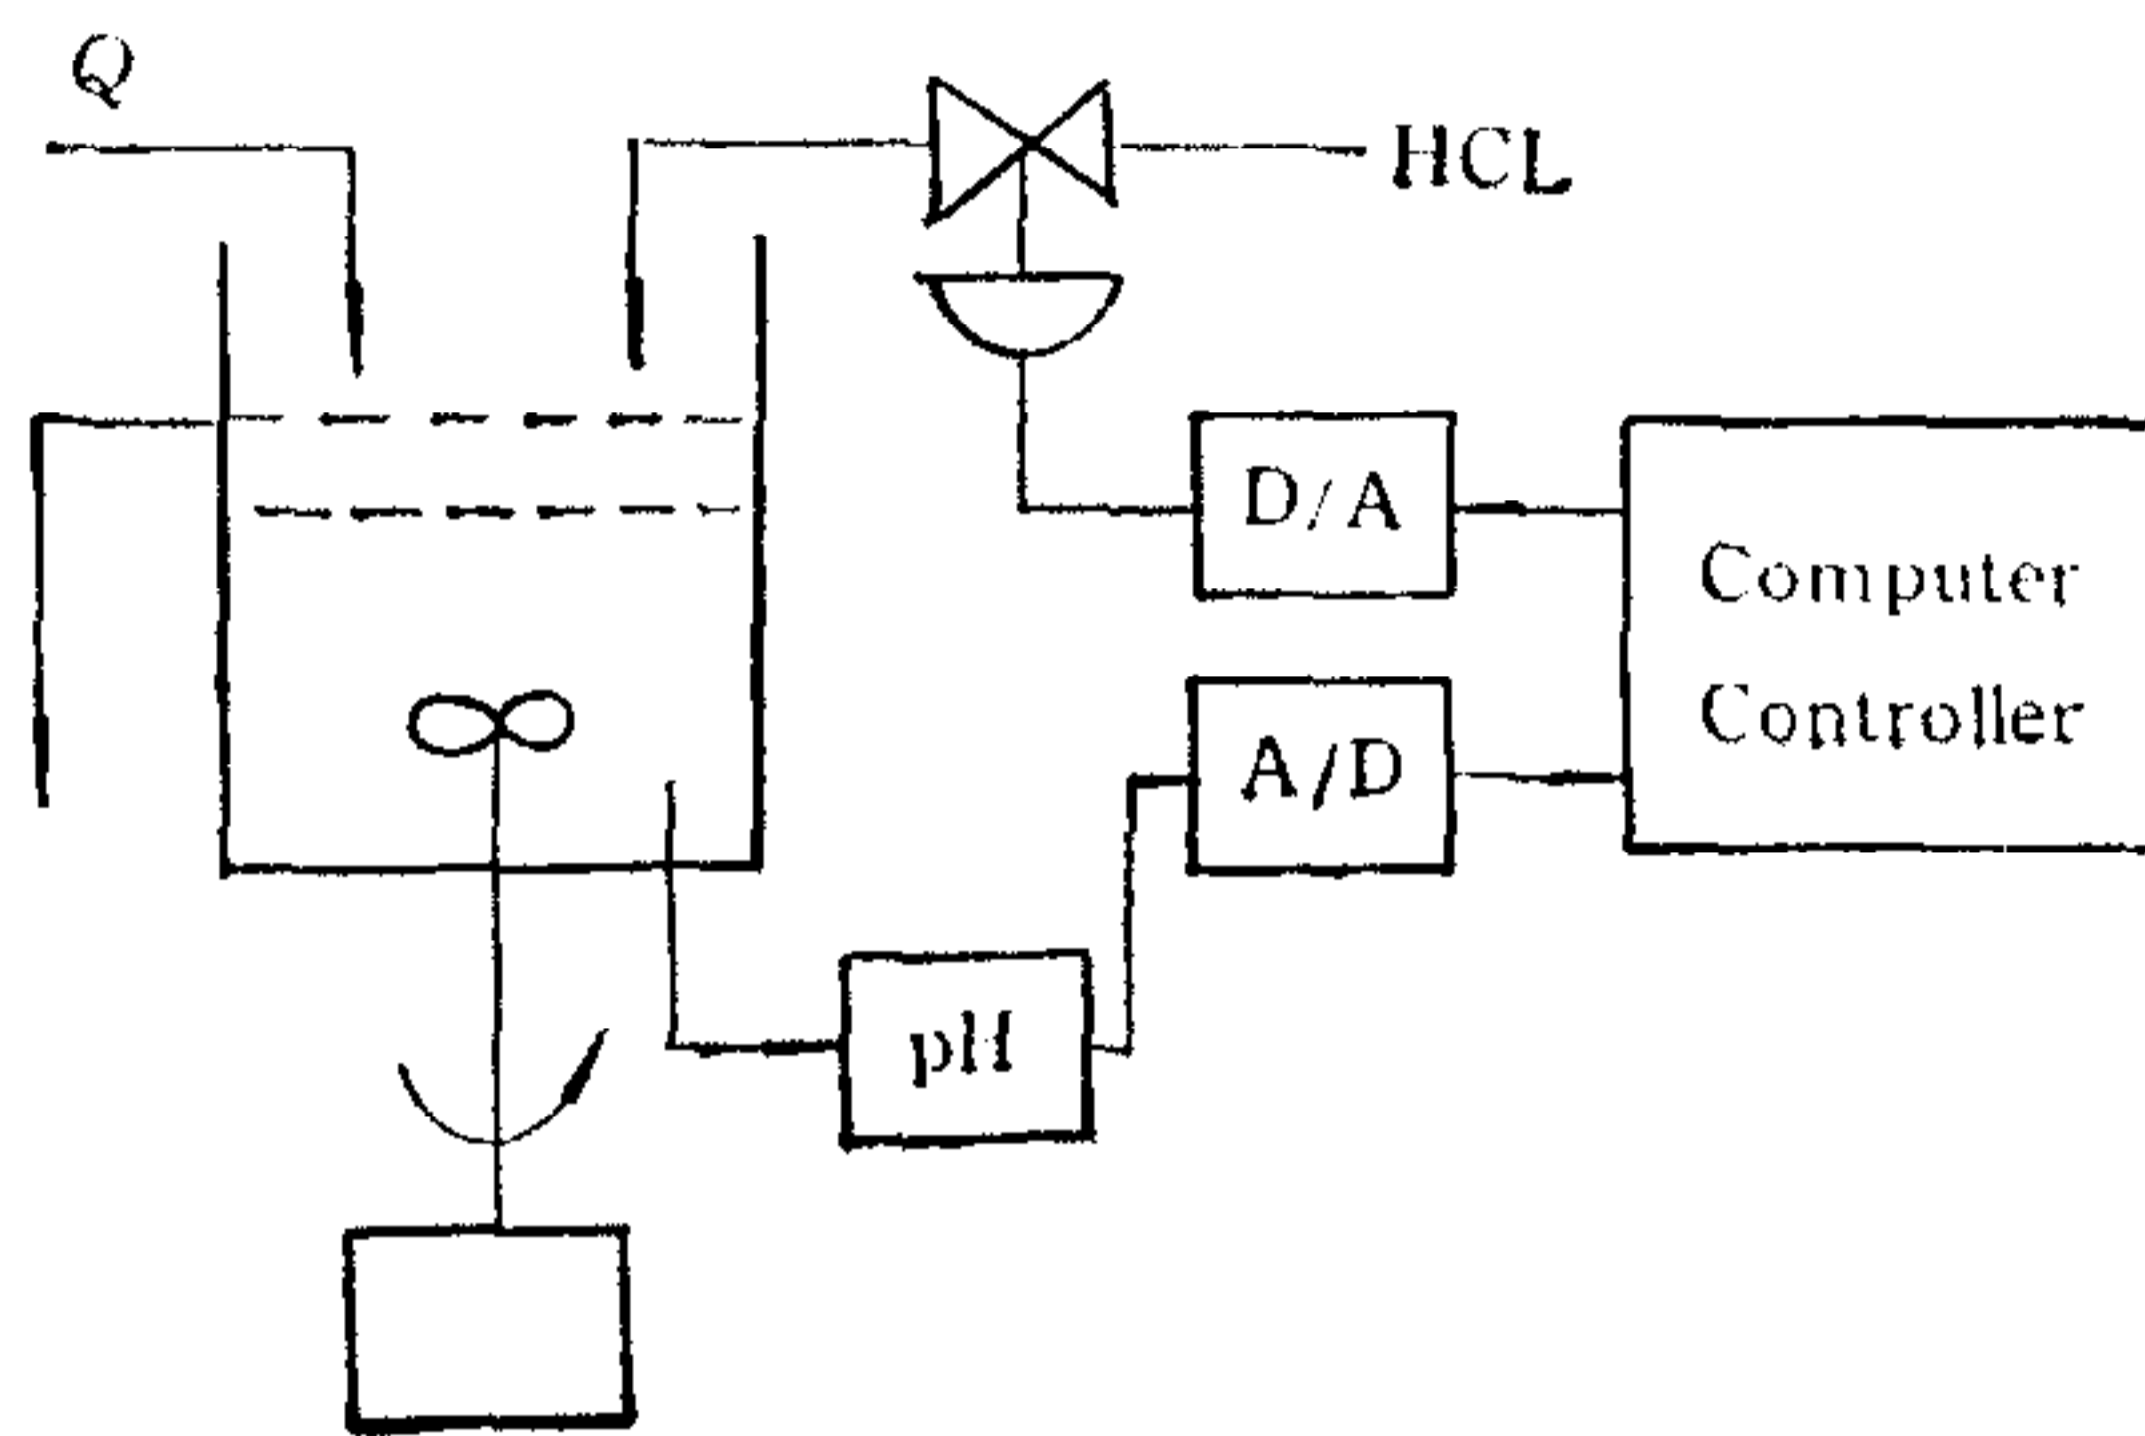 Q
HCL
D/A
Computer
Controller
A/D
pH